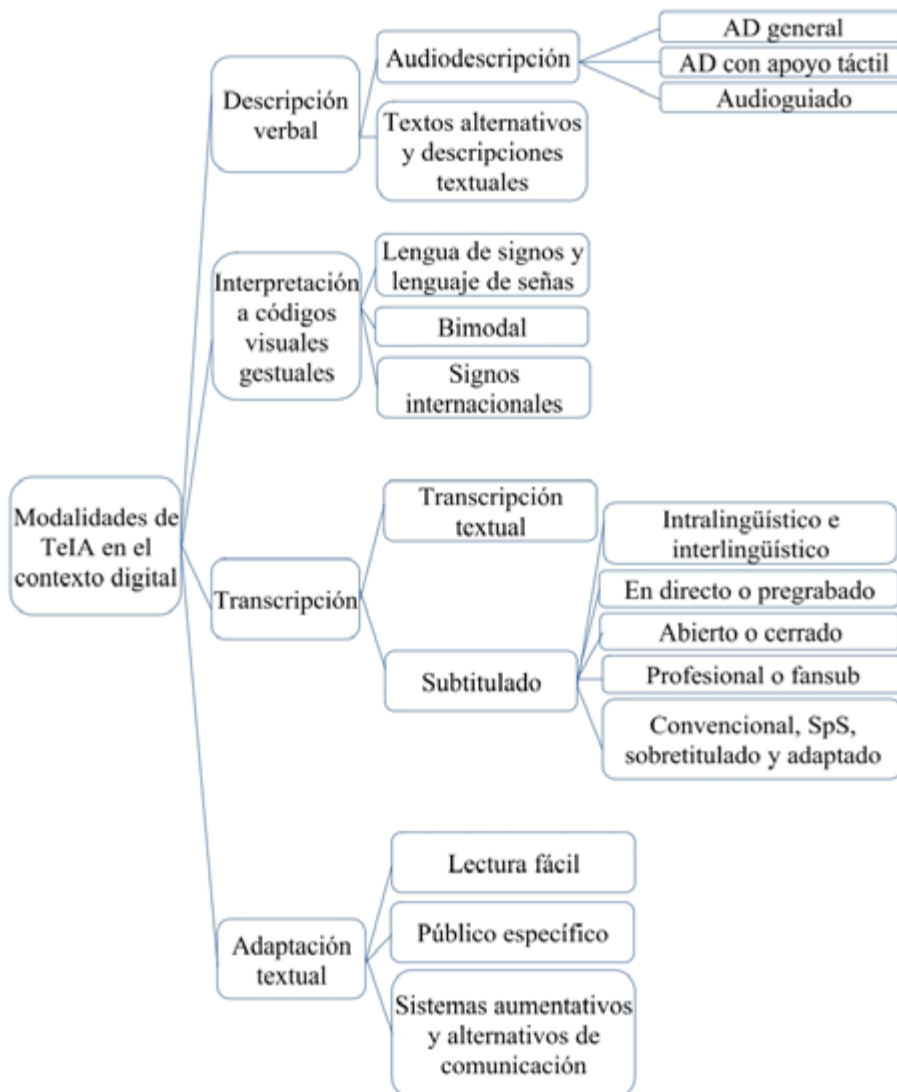 Modalidades de
TeIA en el
contexto digital
Descripción
verbal
Audiodescripción
AD general
AD con apoyo táctil
Audioguiado
Textos alternativos
y descripciones
textuales
Interpretación
a códigos
visuales
gestuales
Lengua de signos y
lenguaje de señas
Bimodal
Signos
internacionales
Transcripción
Transcripción
textual
Subtitulado
Intralingüístico e
interlingüístico
En directo o pregrabado
Abierto o cerrado
Profesional o fansub
Convencional, SpS,
sobretitulado y adaptado
Adaptación
textual
Lectura fácil
Público específico
Sistemas aumentativos
y alternativos de
comunicación